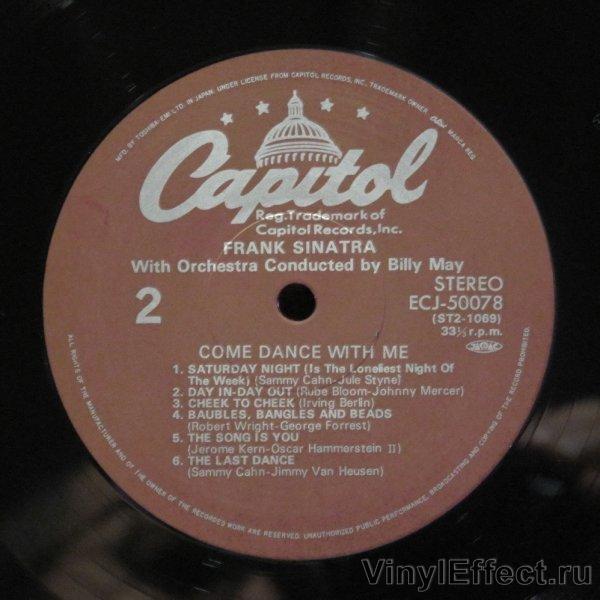 MFD. BY TOSHIBA-EMI LTD. IN JAPAN. UNDER LICENSE FROM CAPITOL RECORDS, INC. TRADEMARK OWNER MARCA REG.
Capitol
Reg. Trademark of
Capitol Records, Inc.
FRANK SINATRA
With Orchestra Conducted by Billy May
2
STEREO
ECJ-50078
(ST2-1069)
33⅓ r.p.m.
JASRAC
COME DANCE WITH ME
1. SATURDAY NIGHT (Is The Loneliest Night Of
The Week) (Sammy Cahn-Jule Styne)
2. DAY IN-DAY OUT (Rube Bloom-Johnny Mercer)
3. CHEEK TO CHEEK (Irving Berlin)
4. BAUBLES, BANGLES AND BEADS
(Robert Wright-George Forrest)
5. THE SONG IS YOU
(Jerome Kern-Oscar Hammerstein II)
6. THE LAST DANCE
(Sammy Cahn-Jimmy Van Heusen)
ALL RIGHTS OF THE MANUFACTURER AND OF THE OWNER OF THE RECORDED WORK ARE RESERVED. UNAUTHORIZED PUBLIC PERFORMANCE, BROADCASTING AND COPYING OF THE RECORD PROHIBITED.
VinylEffect.ru